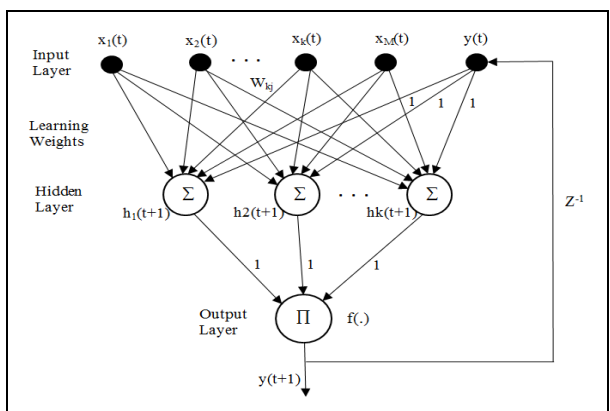 x1(t) x2(t) . . . xk(t) xM(t) y(t)
Input
Layer
Wkj
1 1 1
Learning
Weights
Hidden
Layer
Σ Σ . . . Σ
h1(t+1) h2(t+1) hk(t+1)
Z-1
1 1 1
Output
Layer
Π f(.)
y(t+1)